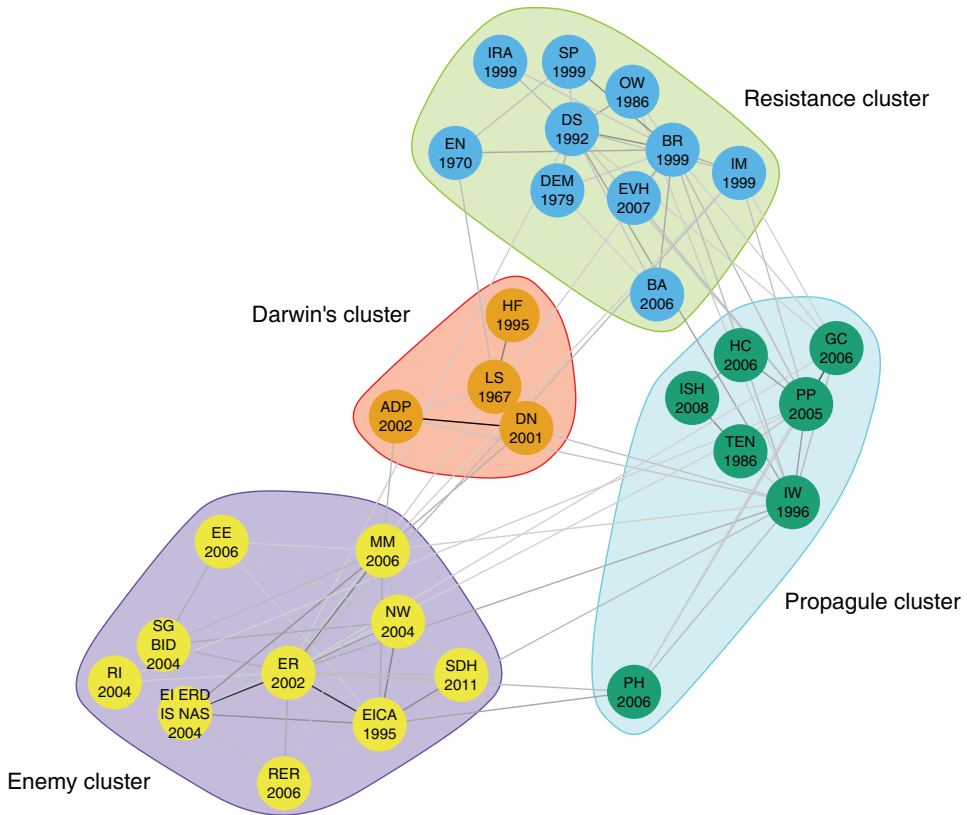 IRA
1999
SP
1999
OW
1986
Resistance cluster
DS
1992
EN
1970
BR
1999
IM
1999
DEM
1979
EVH
2007
BA
2006
Darwin's cluster
HF
1995
LS
1967
ADP
2002
DN
2001
HC
2006
GC
2006
ISH
2008
PP
2005
TEN
1986
IW
1996
Propagule cluster
PH
2006
EE
2006
MM
2006
NW
2004
SG
BID
2004
RI
2004
ER
2002
SDH
2011
EI ERD
IS NAS
2004
EICA
1995
RER
2006
Enemy cluster